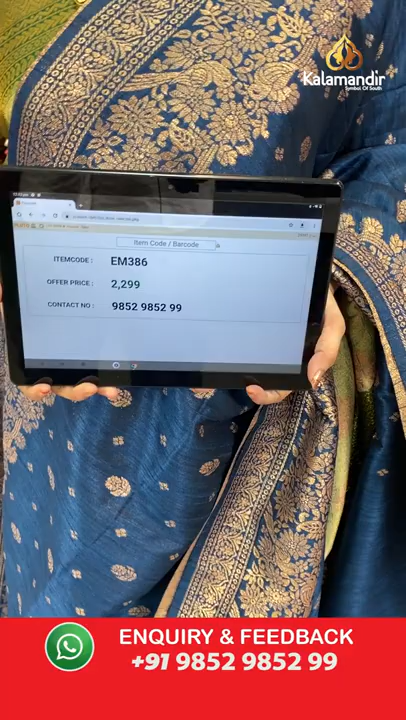 Kalamandir
Symbol Of South
Item Code / Barcode
ITEMCODE : EM386
OFFER PRICE : 2,299
CONTACT NO : 9852 9852 99
ENQUIRY & FEEDBACK
+91 9852 9852 99